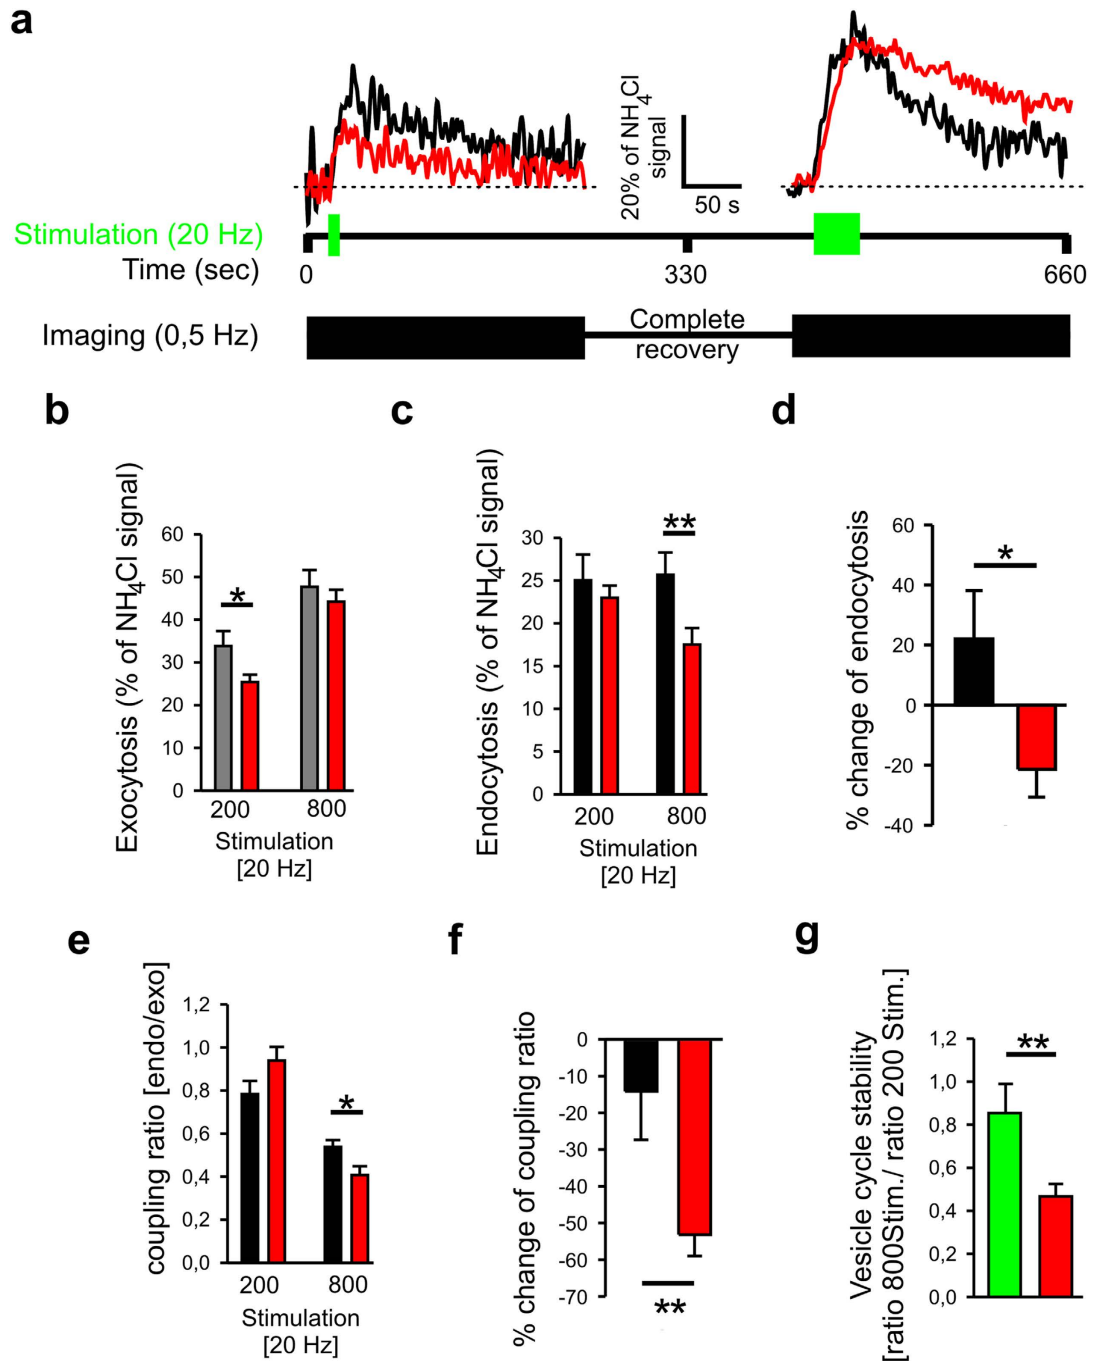 a
20% of NH4Cl
signal
50 s
Stimulation (20 Hz)
Time (sec)
0
330
660
Imaging (0,5 Hz)
Complete
recovery
b
Exocytosis (% of NH4Cl signal)
60
50
40
30
20
10
0
*
200
800
Stimulation
[20 Hz]
c
Endocytosis (% of NH4Cl signal)
30
25
20
15
10
5
0
**
200
800
Stimulation
[20 Hz]
d
% change of endocytosis
60
40
20
0
-20
-40
*
e
coupling ratio [endo/exo]
1,2
1,0
0,8
0,6
0,4
0,2
0,0
*
200
800
Stimulation
[20 Hz]
f
% change of coupling ratio
0
-10
-20
-30
-40
-50
-60
-70
**
g
Vesicle cycle stability
[ratio 800Stim./ ratio 200 Stim.]
1,2
1,0
0,8
0,6
0,4
0,2
0,0
**